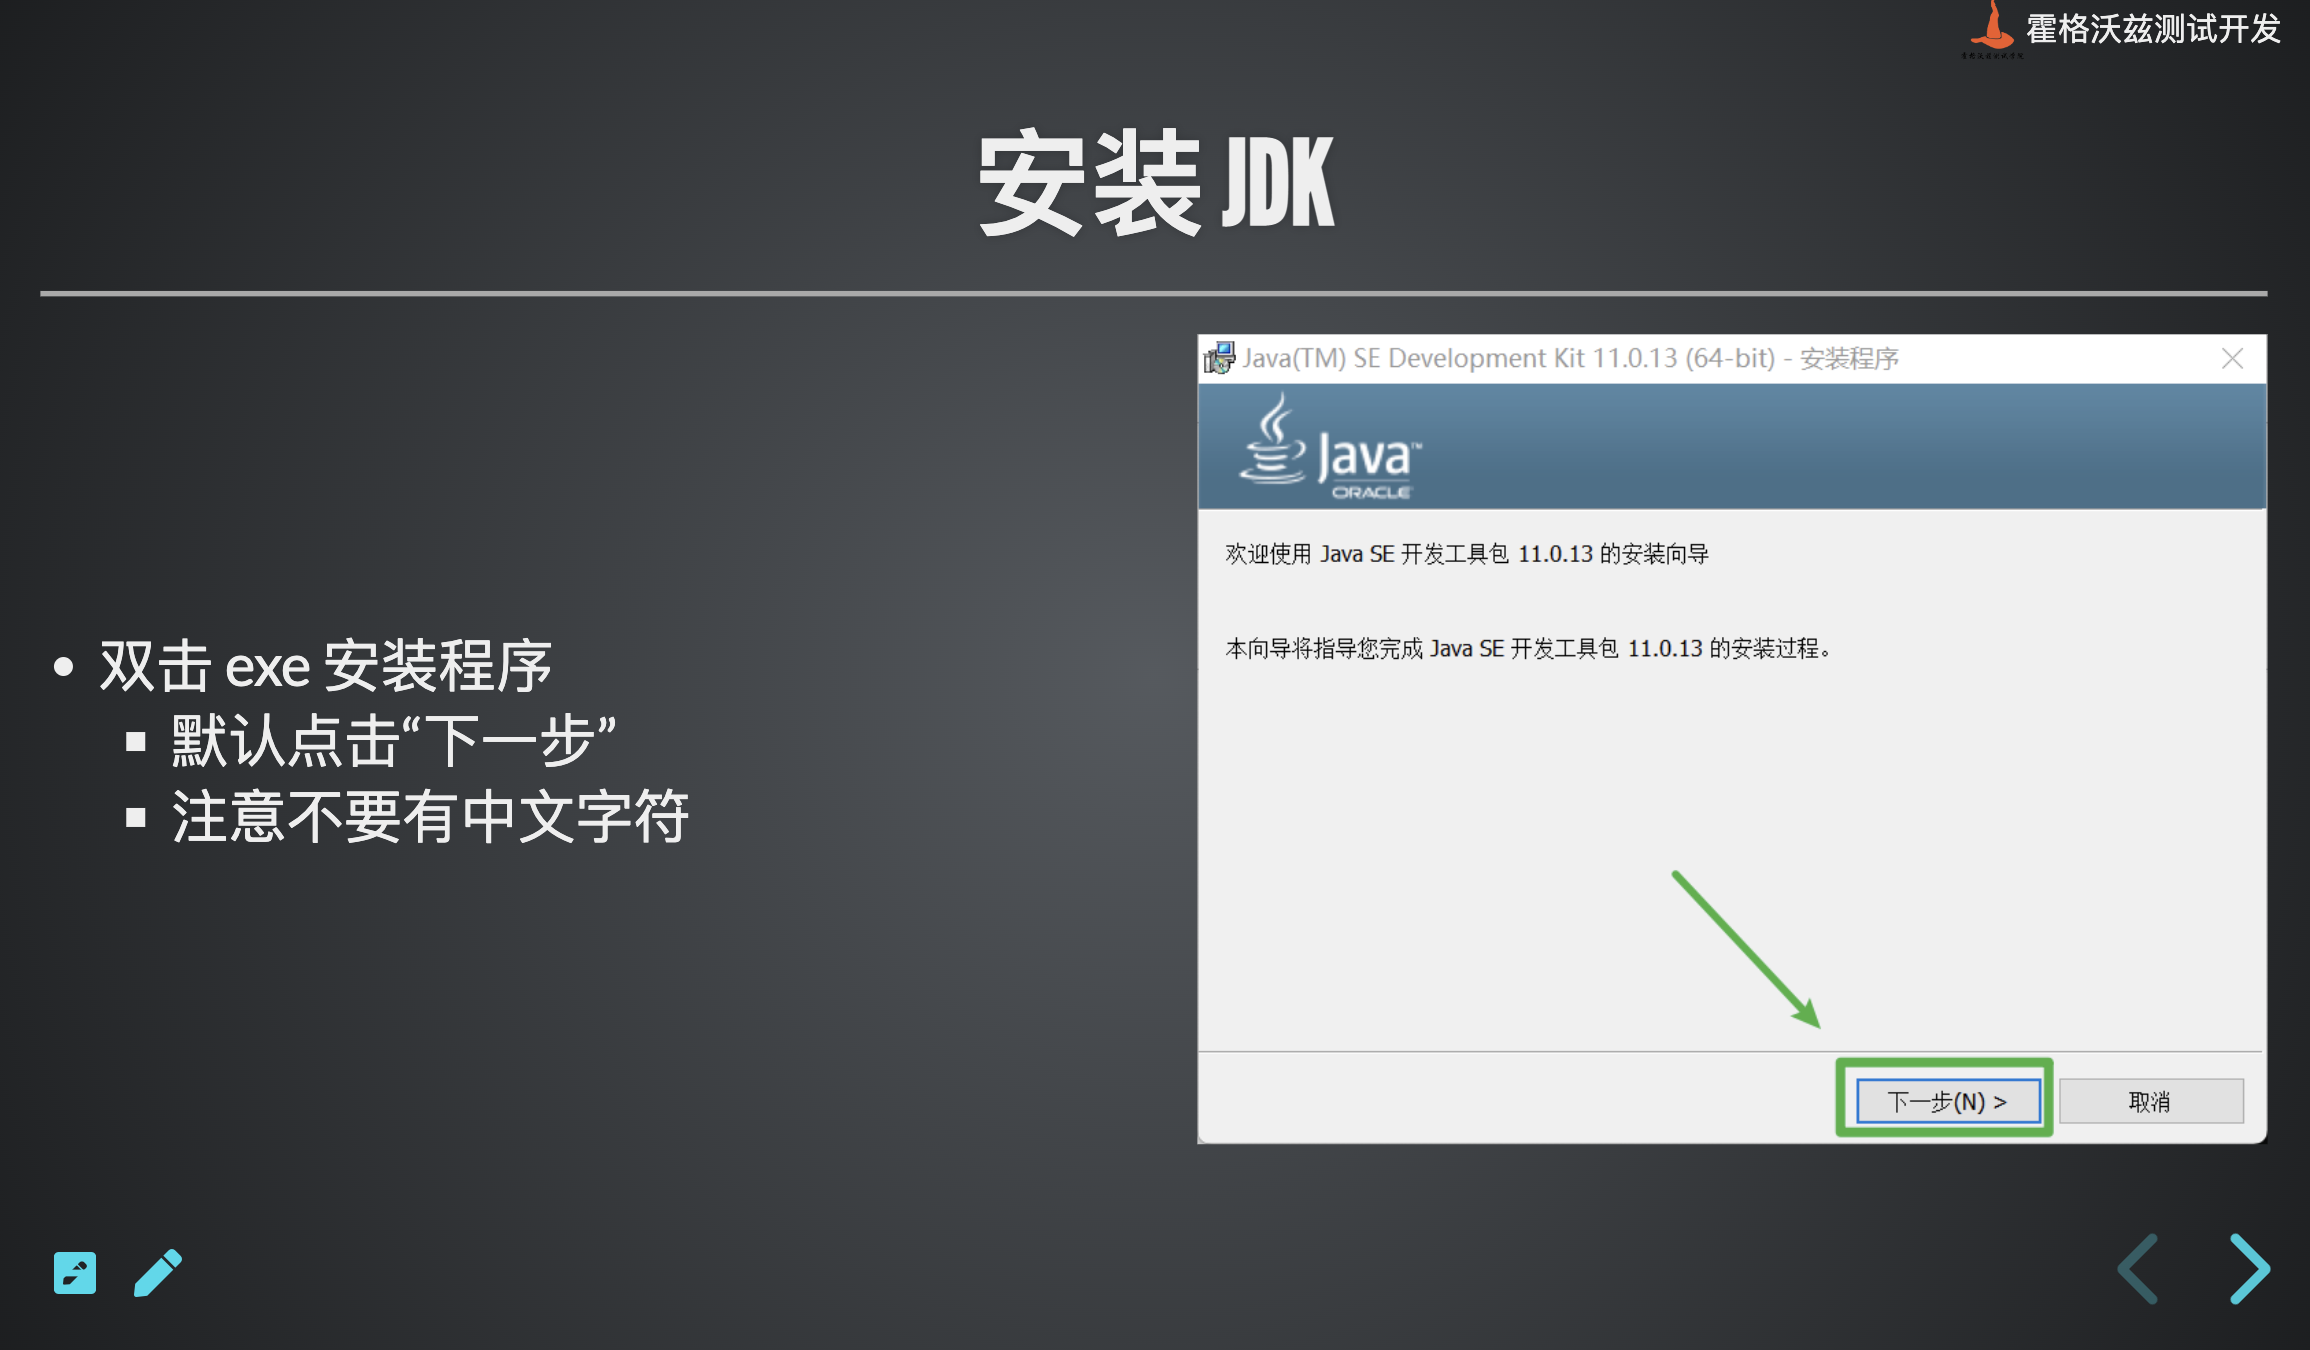 霍格沃兹测试开发
安装 JDK
双击 exe 安装程序
默认点击“下一步”
注意不要有中文字符
Java(TM) SE Development Kit 11.0.13 (64-bit) - 安装程序
Java™
ORACLE
欢迎使用 Java SE 开发工具包 11.0.13 的安装向导
本向导将指导您完成 Java SE 开发工具包 11.0.13 的安装过程。
下一步(N) >
取消